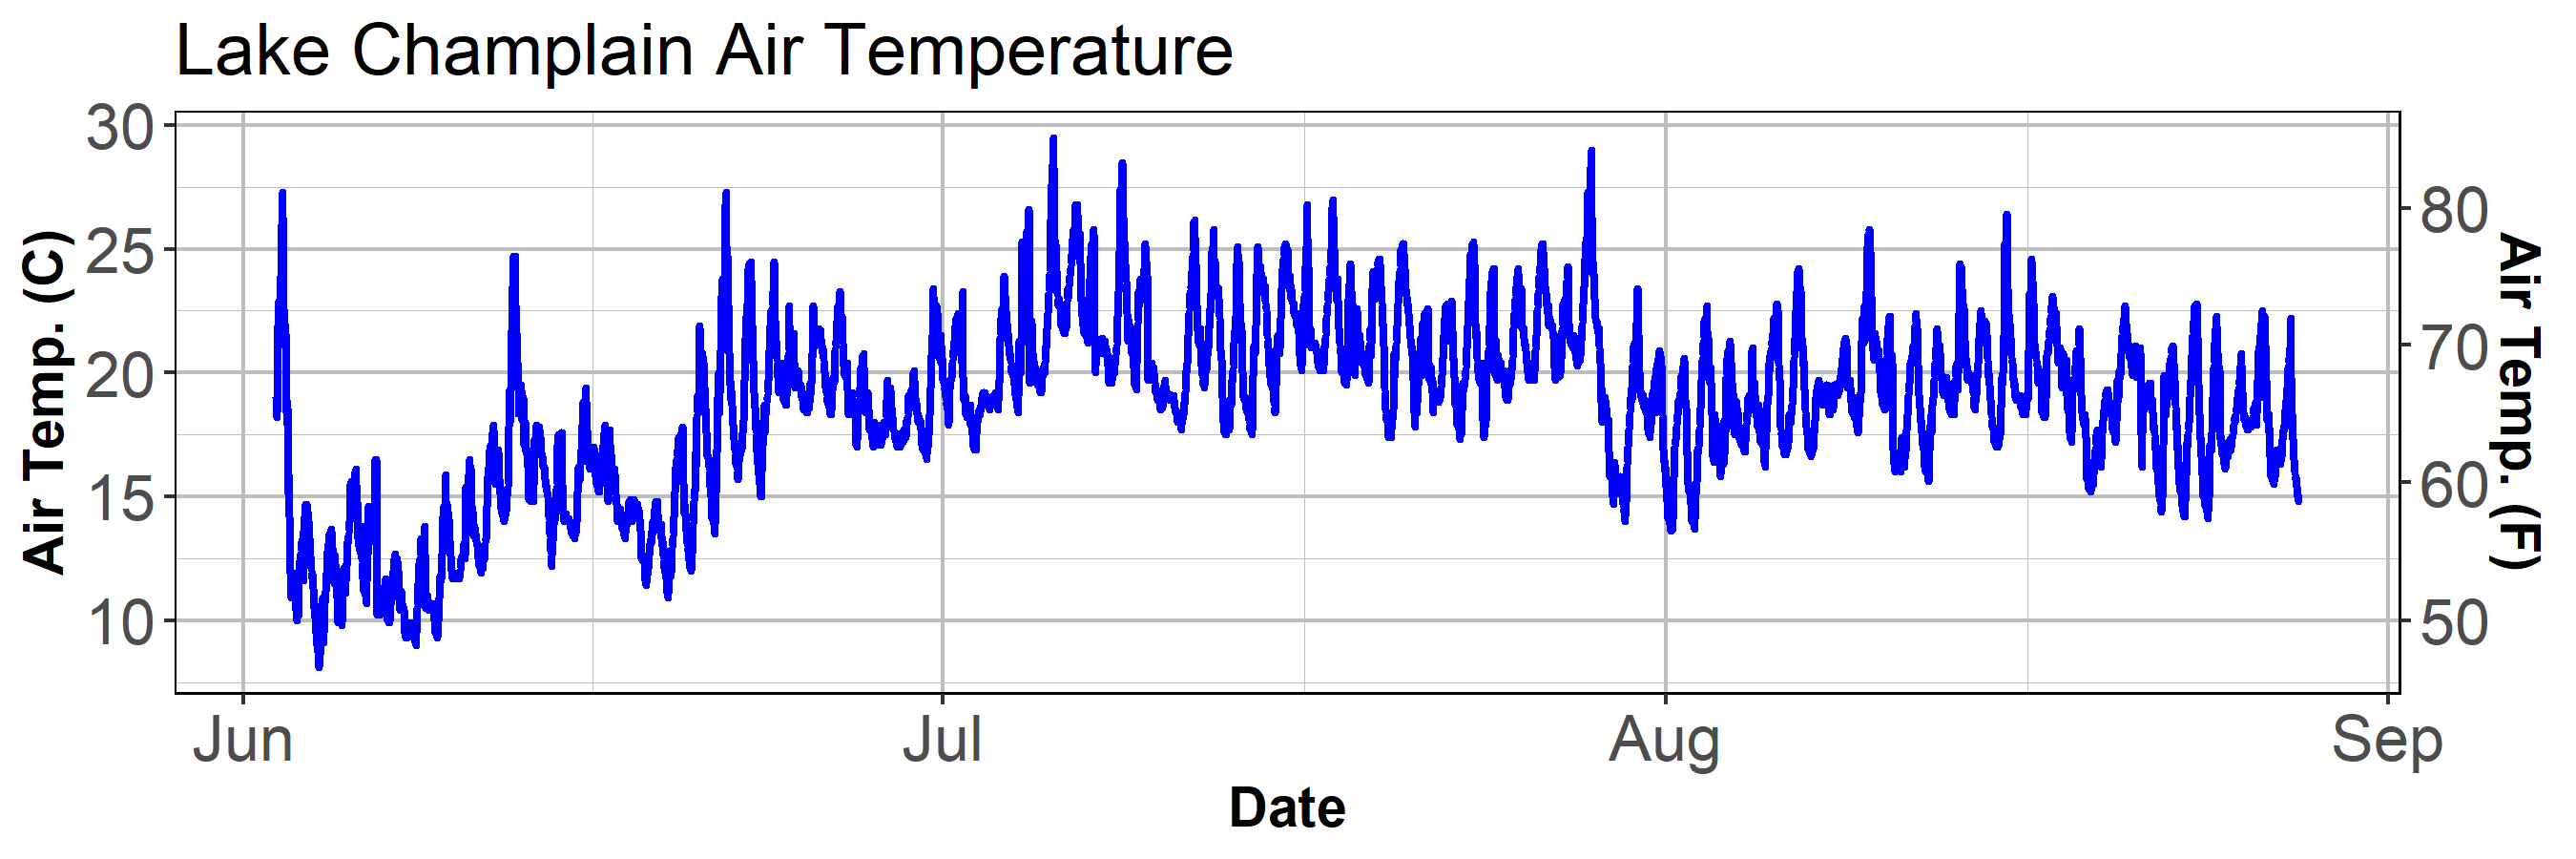 Lake Champlain Air Temperature
Air Temp. (C)
30
25
20
15
10
80
70
60
50
Air Temp. (F)
Jun Jul Aug Sep
Date